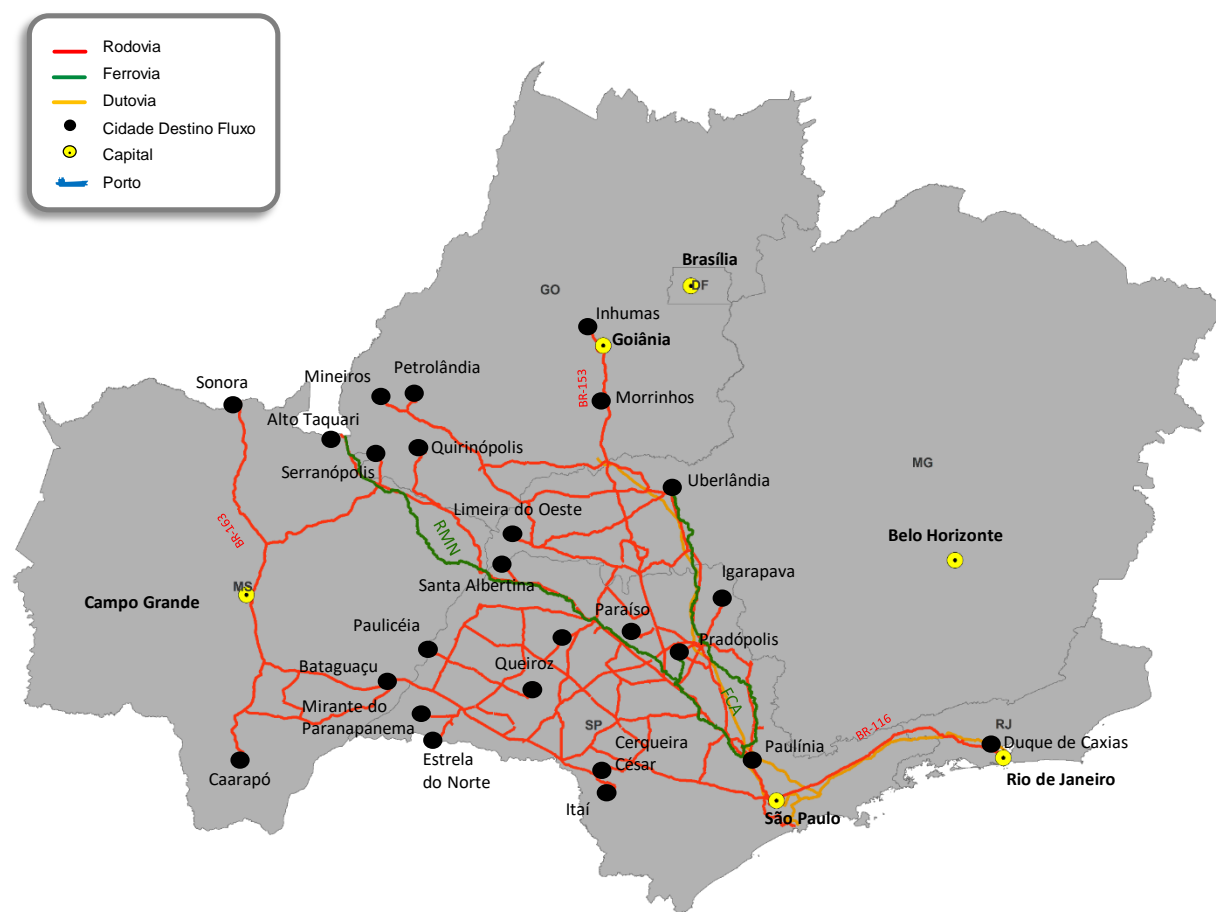 Rodovia
Ferrovia
Dutovia
Cidade Destino Fluxo
Capital
Porto
Brasília
DF
GO
Inhumas
Goiânia
BR-153
Petrolândia
Mineiros
Sonora
Morrinhos
Alto Taquari
Quirinópolis
Serranópolis
MG
Uberlândia
Limeira do Oeste
BR-163
RMN
Belo Horizonte
Santa Albertina
Igarapava
MS
Campo Grande
Paraíso
Paulicéia
Pradópolis
Bataguaçu
Queiroz
FCA
Mirante do
Paranapanema
SP
BR-116
RJ
Cerqueira
César
Paulínia
Duque de Caxias
Estrela
do Norte
Caarapó
Rio de Janeiro
Itaí
São Paulo